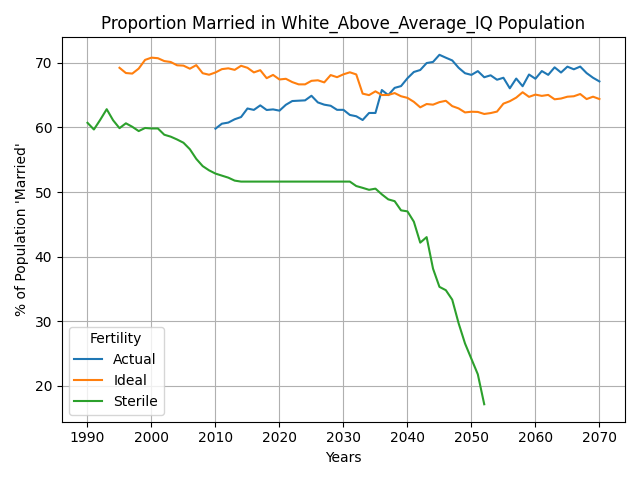 Proportion Married in White_Above_Average_IQ Population
% of Population 'Married'
70
60
50
40
30
20
Fertility
Actual
Ideal
Sterile
1990 2000 2010 2020 2030 2040 2050 2060 2070
Years